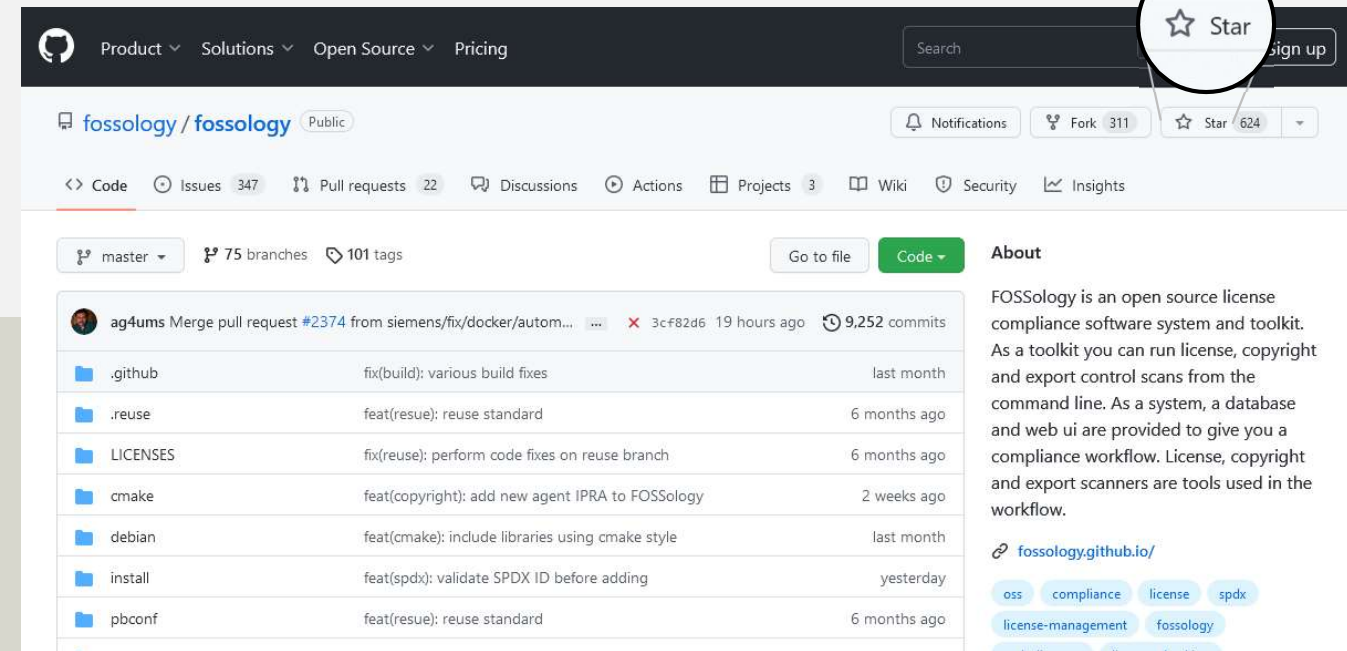 Star
Product Solutions Open Source Pricing Search Sign up
fossology / fossology Public Notifications Fork 311 Star 624
Code Issues 347 Pull requests 22 Discussions Actions Projects 3 Wiki Security Insights
master 75 branches 101 tags Go to file Code
ag4ums Merge pull request #2374 from siemens/fix/docker/autom... ... 3cf82d6 19 hours ago 9,252 commits
.github fix(build): various build fixes last month
.reuse feat(resue): reuse standard 6 months ago
LICENSES fix(reuse): perform code fixes on reuse branch 6 months ago
cmake feat(copyright): add new agent IPRA to FOSSology 2 weeks ago
debian feat(cmake): include libraries using cmake style last month
install feat(spdx): validate SPDX ID before adding yesterday
pbconf feat(resue): reuse standard 6 months ago
About
FOSSology is an open source license
compliance software system and toolkit.
As a toolkit you can run license, copyright
and export control scans from the
command line. As a system, a database
and web ui are provided to give you a
compliance workflow. License, copyright
and export scanners are tools used in the
workflow.
fossology.github.io/
oss compliance license spdx
license-management fossology